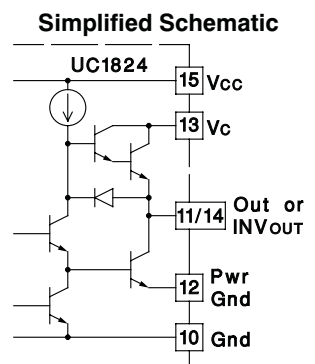 Simplified Schematic
UC1824
15 Vcc
13 Vc
11/14 Out or
INVOUT
12 Pwr
Gnd
10 Gnd